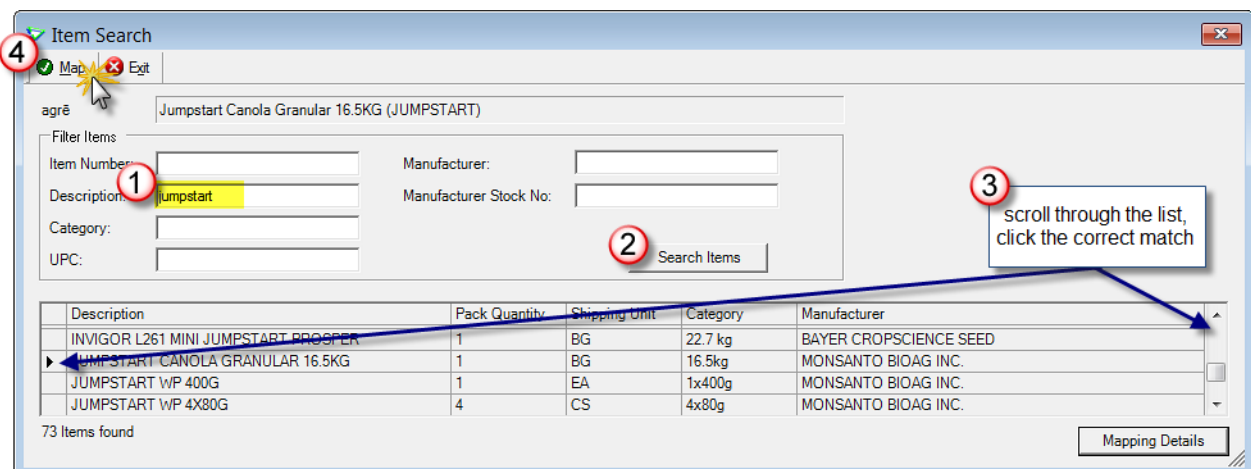 Item Search
4
Map Exit
agrē Jumpstart Canola Granular 16.5KG (JUMPSTART)
Filter Items
Item Number: Manufacturer:
1
Description: jumpstart Manufacturer Stock No:
Category:
UPC:
2
Search Items
3
scroll through the list,
click the correct match
Description Pack Quantity Shipping Unit Category Manufacturer
INVIGOR L261 MINI JUMPSTART PROSPER 1 BG 22.7 kg BAYER CROPSCIENCE SEED
JUMPSTART CANOLA GRANULAR 16.5KG 1 BG 16.5kg MONSANTO BIOAG INC.
JUMPSTART WP 400G 1 EA 1x400g MONSANTO BIOAG INC.
JUMPSTART WP 4X80G 4 CS 4x80g MONSANTO BIOAG INC.
73 Items found
Mapping Details